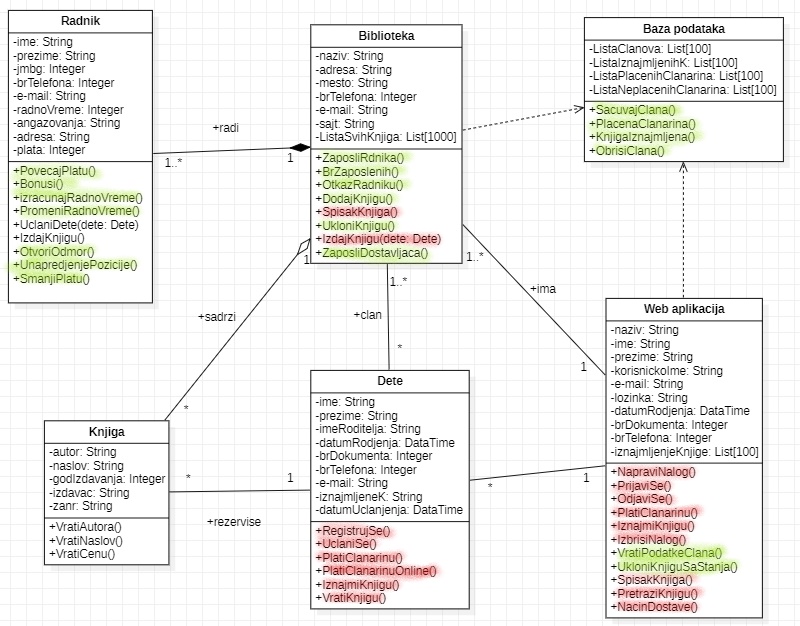 Radnik
-ime: String
-prezime: String
-jmbg: Integer
-brTelefona: Integer
-e-mail: String
-radnoVreme: Integer
-angazovanja: String
-adresa: String
-plata: Integer
+PovecajPlatu()
+Bonusi()
+izracunajRadnoVreme()
+PromeniRadnoVreme()
+UclaniDete(dete: Dete)
+IzdajKnjigu()
+OtvoriOdmor()
+UnapredjenjePozicije()
+SmanjiPlatu()
+radi
1..*
1
Biblioteka
-naziv: String
-adresa: String
-mesto: String
-brTelefona: Integer
-e-mail: String
-sajt: String
-ListaSvihKnjiga: List[1000]
+ZaposliRdnika()
+BrZaposlenih()
+OtkazRadniku()
+DodajKnjigu()
+SpisakKnjiga()
+UkloniKnjigu()
+IzdajKnjigu(dete: Dete)
+ZaposliDostavljaca()
Baza podataka
-ListaClanova: List[100]
-ListaIznajmljenihK: List[100]
-ListaPlacenihClanarina: List[100]
-ListaNeplacenihClanarina: List[100]
+SacuvajClana()
+PlacenaClanarina()
+KnjigaIznajmljena()
+ObrisiClana()
1
+sadrzi
*
1..*
+clan
*
1..*
+ima
1
Knjiga
-autor: String
-naslov: String
-godIzdavanja: Integer
-izdavac: String
-zanr: String
+VratiAutora()
+VratiNaslov()
+VratiCenu()
*
1
+rezervise
Dete
-ime: String
-prezime: String
-imeRoditelja: String
-datumRodjenja: DataTime
-brDokumenta: Integer
-brTelefona: Integer
-e-mail: String
-iznajmljeneK: String
-datumUclanjenja: DataTime
+RegistrujSe()
+UclaniSe()
+PlatiClanarinu()
+PlatiClanarinuOnline()
+IznajmiKnjigu()
+VratiKnjigu()
*
1
Web aplikacija
-naziv: String
-ime: String
-prezime: String
-korisnickoIme: String
-e-mail: String
-lozinka: String
-datumRodjenja: DataTime
-brDokumenta: Integer
-brTelefona: Integer
-iznajmljenjeKnjige: List[100]
+NapraviNalog()
+PrijaviSe()
+OdjaviSe()
+PlatiClanarinu()
+IznajmiKnjigu()
+IzbrisiNalog()
+VratiPodatkeClana()
+UkloniKnjiguSaStanja()
+SpisakKnjiga()
+PretraziKnjigu()
+NacinDostave()